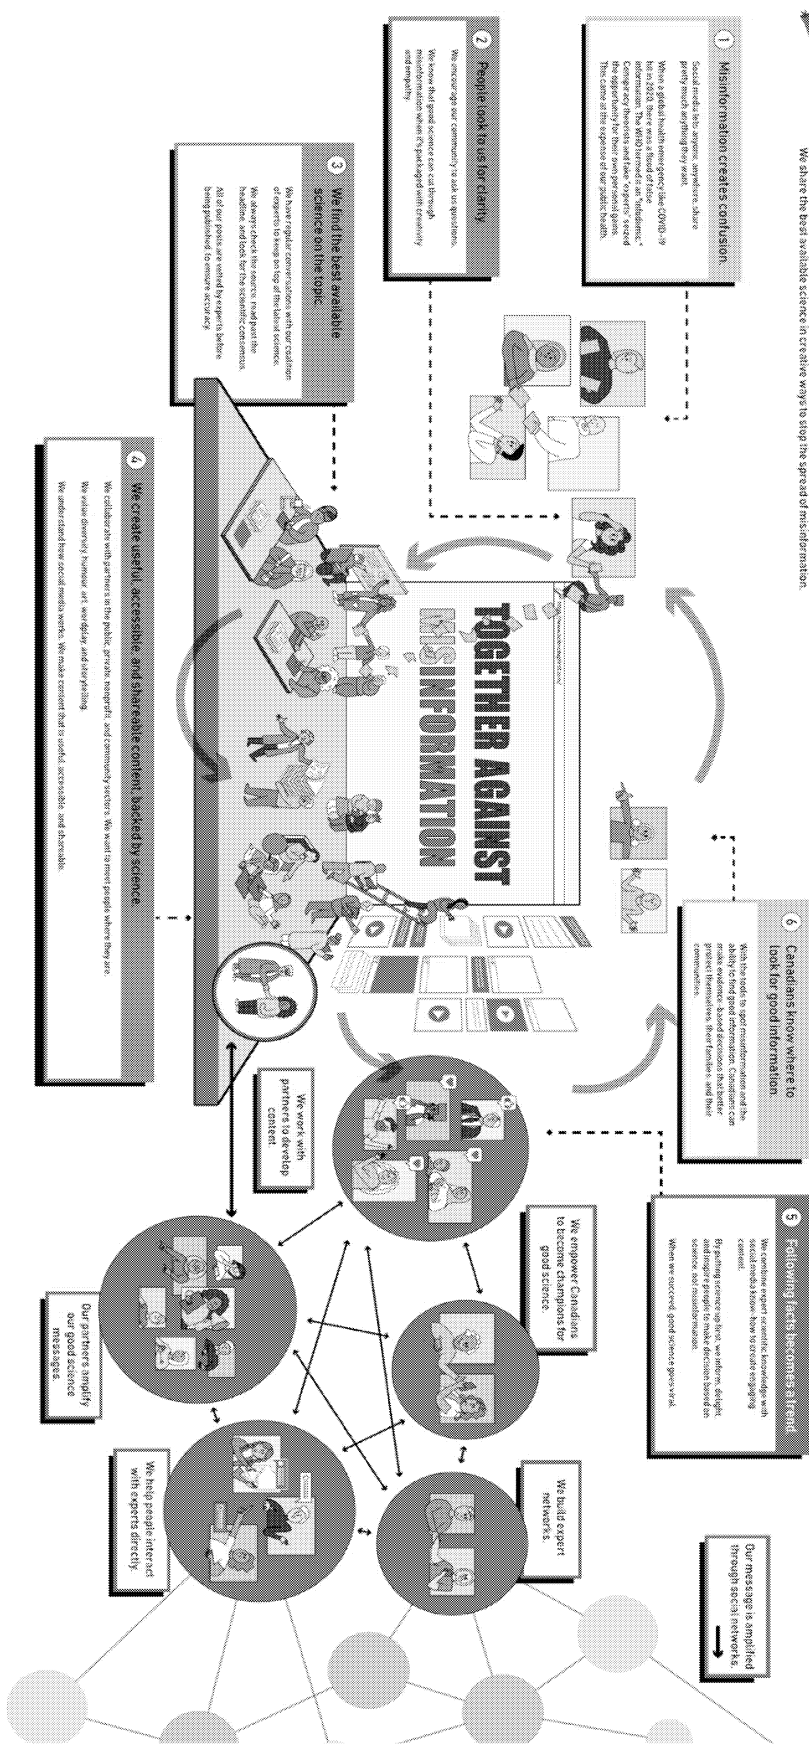 We share the best available science in creative ways to stop the spread of misinformation.
1 Misinformation creates confusion.
Social media lets anyone, anywhere, share
pretty much anything they want.
When a global health emergency like COVID-19
hit in 2020, there was a flood of false
information. The WHO termed it an "infodemic."
Conspiracy theorists and fake "experts" seized
the opportunity for their own personal gains.
This came at the expense of our public health.
2 People look to us for clarity.
We encourage our community to ask us questions.
We know that good science can cut through
misinformation when it's packaged with creativity
and empathy.
3 We find the best available
science on the topic.
We have regular conversations with our coalition
of experts to keep on top of the latest science.
We always check the source, read past the
headline, and look for the scientific consensus.
All of our posts are vetted by experts before
being published, to ensure accuracy.
TOGETHER AGAINST
MISINFORMATION
4 We create useful, accessible, and shareable content, backed by science.
We collaborate with partners in the public, private, nonprofit, and community sectors. We want to meet people where they are.
We value diversity, humour, art, wordplay, and storytelling.
We understand how social media works. We make content that is useful, accessible, and shareable.
6 Canadians know where to
look for good information.
With the tools to spot misinformation and the
ability to find good information, Canadians can
make evidence-based decisions that better
protect themselves, their families, and their
communities.
5 Following facts becomes a trend.
We combine expert scientific knowledge with
social media know-how to create engaging
content.
By putting science up first, we inform, delight,
and inspire people to make decision based on
science, not misinformation.
When we succeed, good science goes viral.
We work with
partners to develop
content.
We empower Canadians
to become champions for
good science.
Our partners amplify
our good science
messages.
We build expert
networks.
We help people interact
with experts directly.
Our message is amplified
through social networks.